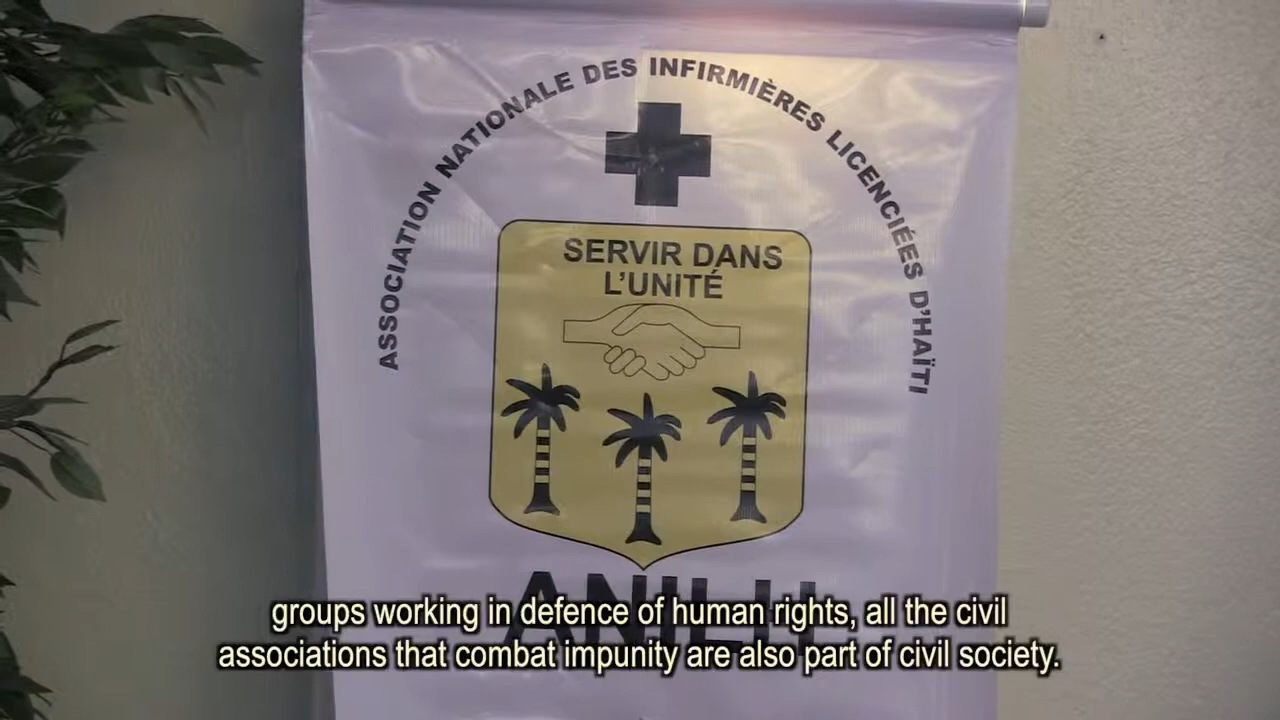 ASSOCIATION NATIONALE DES INFIRMIÈRES LICENCIÉES D'HAÏTI
SERVIR DANS
L'UNITÉ
ANILH
groups working in defence of human rights, all the civil
associations that combat impunity are also part of civil society.